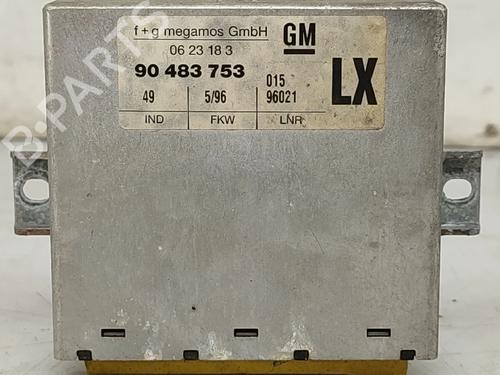 f+g megamos GmbH
GM
06 23 18 3
90 483 753
015
LX
49
5/96
96021
IND
FKW
LNR
B-PARTS